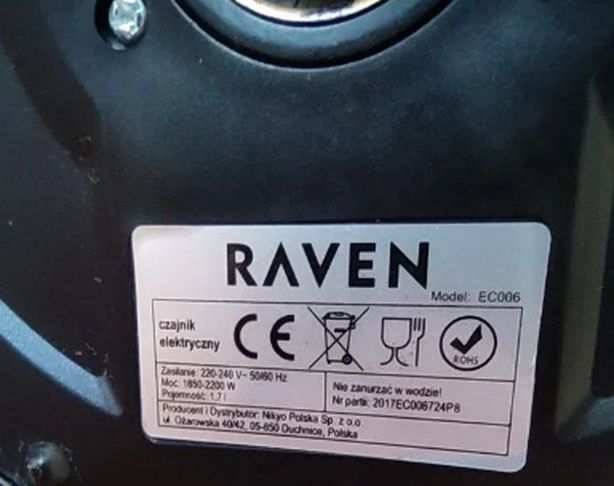 RAVEN
Model: EC006
czajnik
elektryczny
CE
ROHS
Zasilanie: 220-240 V~ 50/60 Hz
Moc: 1850-2200 W
Pojemność: 1,7 l
Nie zanurzać w wodzie!
Nr partii: 2017EC006724P8
Producent i Dystrybutor: Nikyo Polska Sp. z o.o.
ul. Ożarowska 40/42, 05-850 Duchnice, Polska